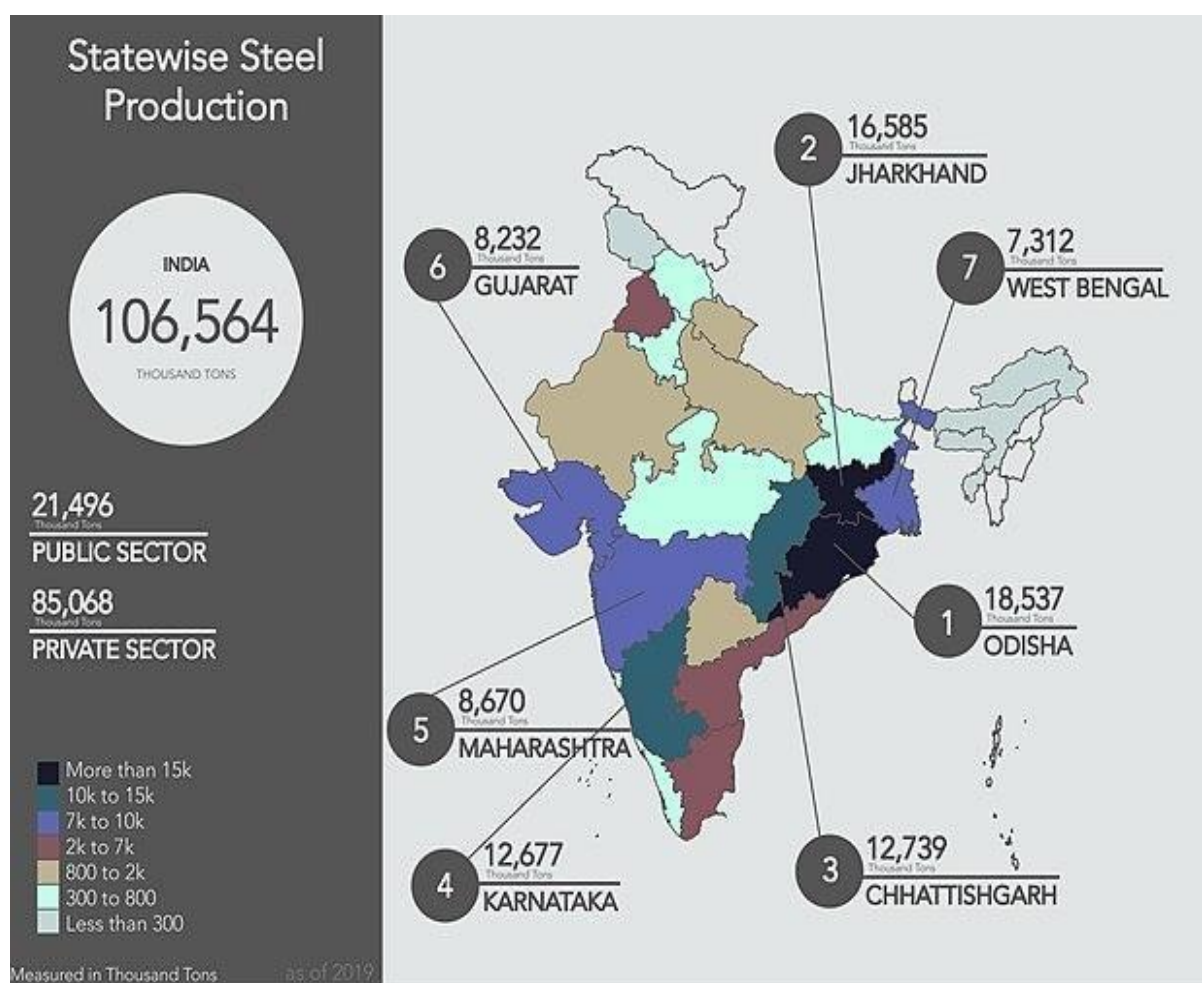 Statewise Steel
Production
INDIA
106,564
THOUSAND TONS
21,496
Thousand Tons
PUBLIC SECTOR
85,068
Thousand Tons
PRIVATE SECTOR
More than 15k
10k to 15k
7k to 10k
2k to 7k
800 to 2k
300 to 800
Less than 300
Measured in Thousand Tons
as of 2019
2
16,585
Thousand Tons
JHARKHAND
6
8,232
Thousand Tons
GUJARAT
7
7,312
Thousand Tons
WEST BENGAL
1
18,537
Thousand Tons
ODISHA
5
8,670
Thousand Tons
MAHARASHTRA
4
12,677
Thousand Tons
KARNATAKA
3
12,739
Thousand Tons
CHHATTISHGARH